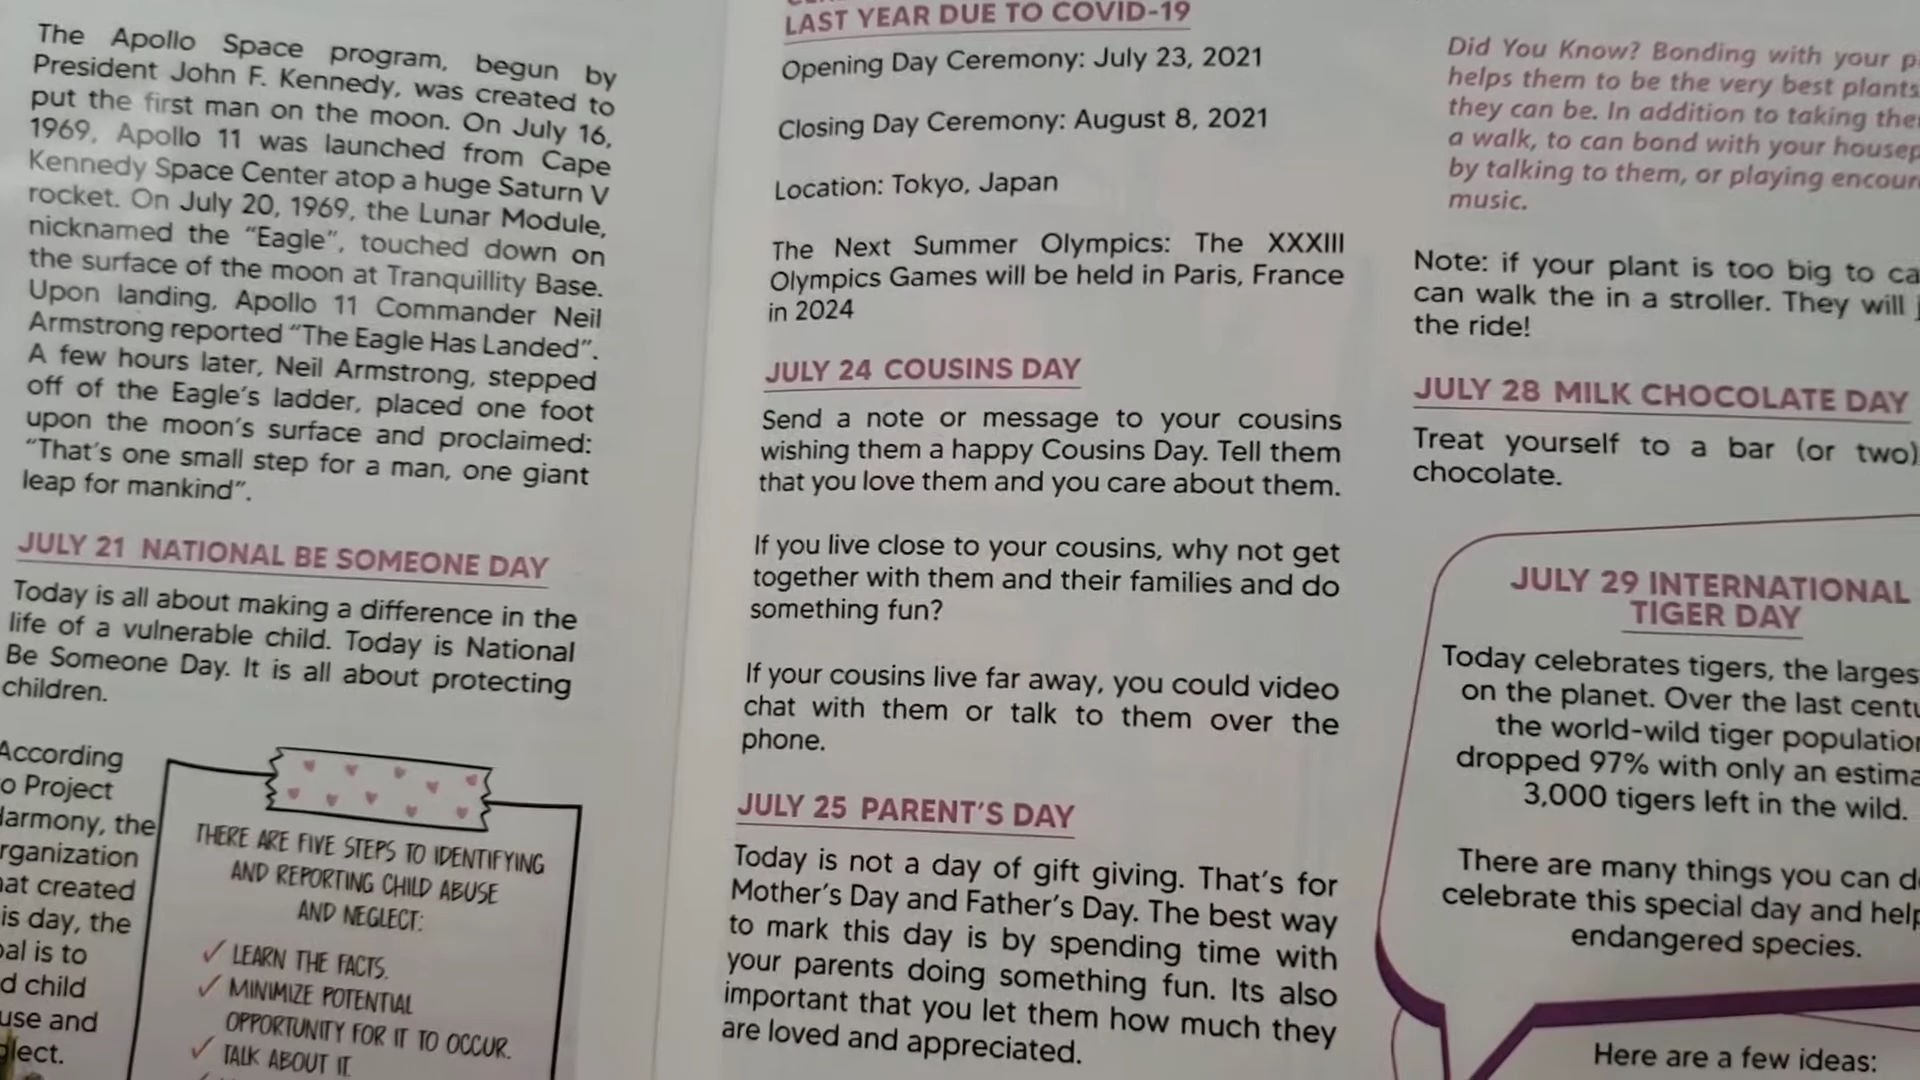 The Apollo Space program, begun by
President John F. Kennedy, was created to
put the first man on the moon. On July 16,
1969, Apollo 11 was launched from Cape
Kennedy Space Center atop a huge Saturn V
rocket. On July 20, 1969, the Lunar Module,
nicknamed the “Eagle”, touched down on
the surface of the moon at Tranquillity Base.
Upon landing, Apollo 11 Commander Neil
Armstrong reported “The Eagle Has Landed”.
A few hours later, Neil Armstrong, stepped
off of the Eagle’s ladder, placed one foot
upon the moon’s surface and proclaimed:
“That’s one small step for a man, one giant
leap for mankind”.
JULY 21 NATIONAL BE SOMEONE DAY
Today is all about making a difference in the
life of a vulnerable child. Today is National
Be Someone Day. It is all about protecting
children.
According
Project
the
is day, the
is to
child
and
THERE ARE FIVE STEPS TO IDENTIFYING
AND REPORTING CHILD ABUSE
AND NEGLECT:
✓ LEARN THE FACTS.
✓ MINIMIZE POTENTIAL
OPPORTUNITY FOR IT TO OCCUR.
✓ TALK ABOUT IT.
LAST YEAR DUE TO COVID-19
Opening Day Ceremony: July 23, 2021
Closing Day Ceremony: August 8, 2021
Location: Tokyo, Japan
The Next Summer Olympics: The XXXIII
Olympics Games will be held in Paris, France
in 2024
JULY 24 COUSINS DAY
Send a note or message to your cousins
wishing them a happy Cousins Day. Tell them
that you love them and you care about them.
If you live close to your cousins, why not get
together with them and their families and do
something fun?
If your cousins live far away, you could video
chat with them or talk to them over the
phone.
JULY 25 PARENT’S DAY
Today is not a day of gift giving. That’s for
Mother’s Day and Father’s Day. The best way
to mark this day is by spending time with
your parents doing something fun. Its also
important that you let them how much they
are loved and appreciated.
Did You Know? Bonding with your
helps them to be the very best plants
they can be. In addition to taking
a walk, to can bond with your
by talking to them, or playing
music.
Note: if your plant is too big to
can walk the in a stroller. They will
the ride!
JULY 28 MILK CHOCOLATE DAY
Treat yourself to a bar (or two)
chocolate.
JULY 29 INTERNATIONAL
TIGER DAY
Today celebrates tigers, the
on the planet. Over the last
the world-wild tiger
dropped 97% with only an
3,000 tigers left in the wild.
There are many things you can
celebrate this special day and
endangered species.
Here are a few ideas: